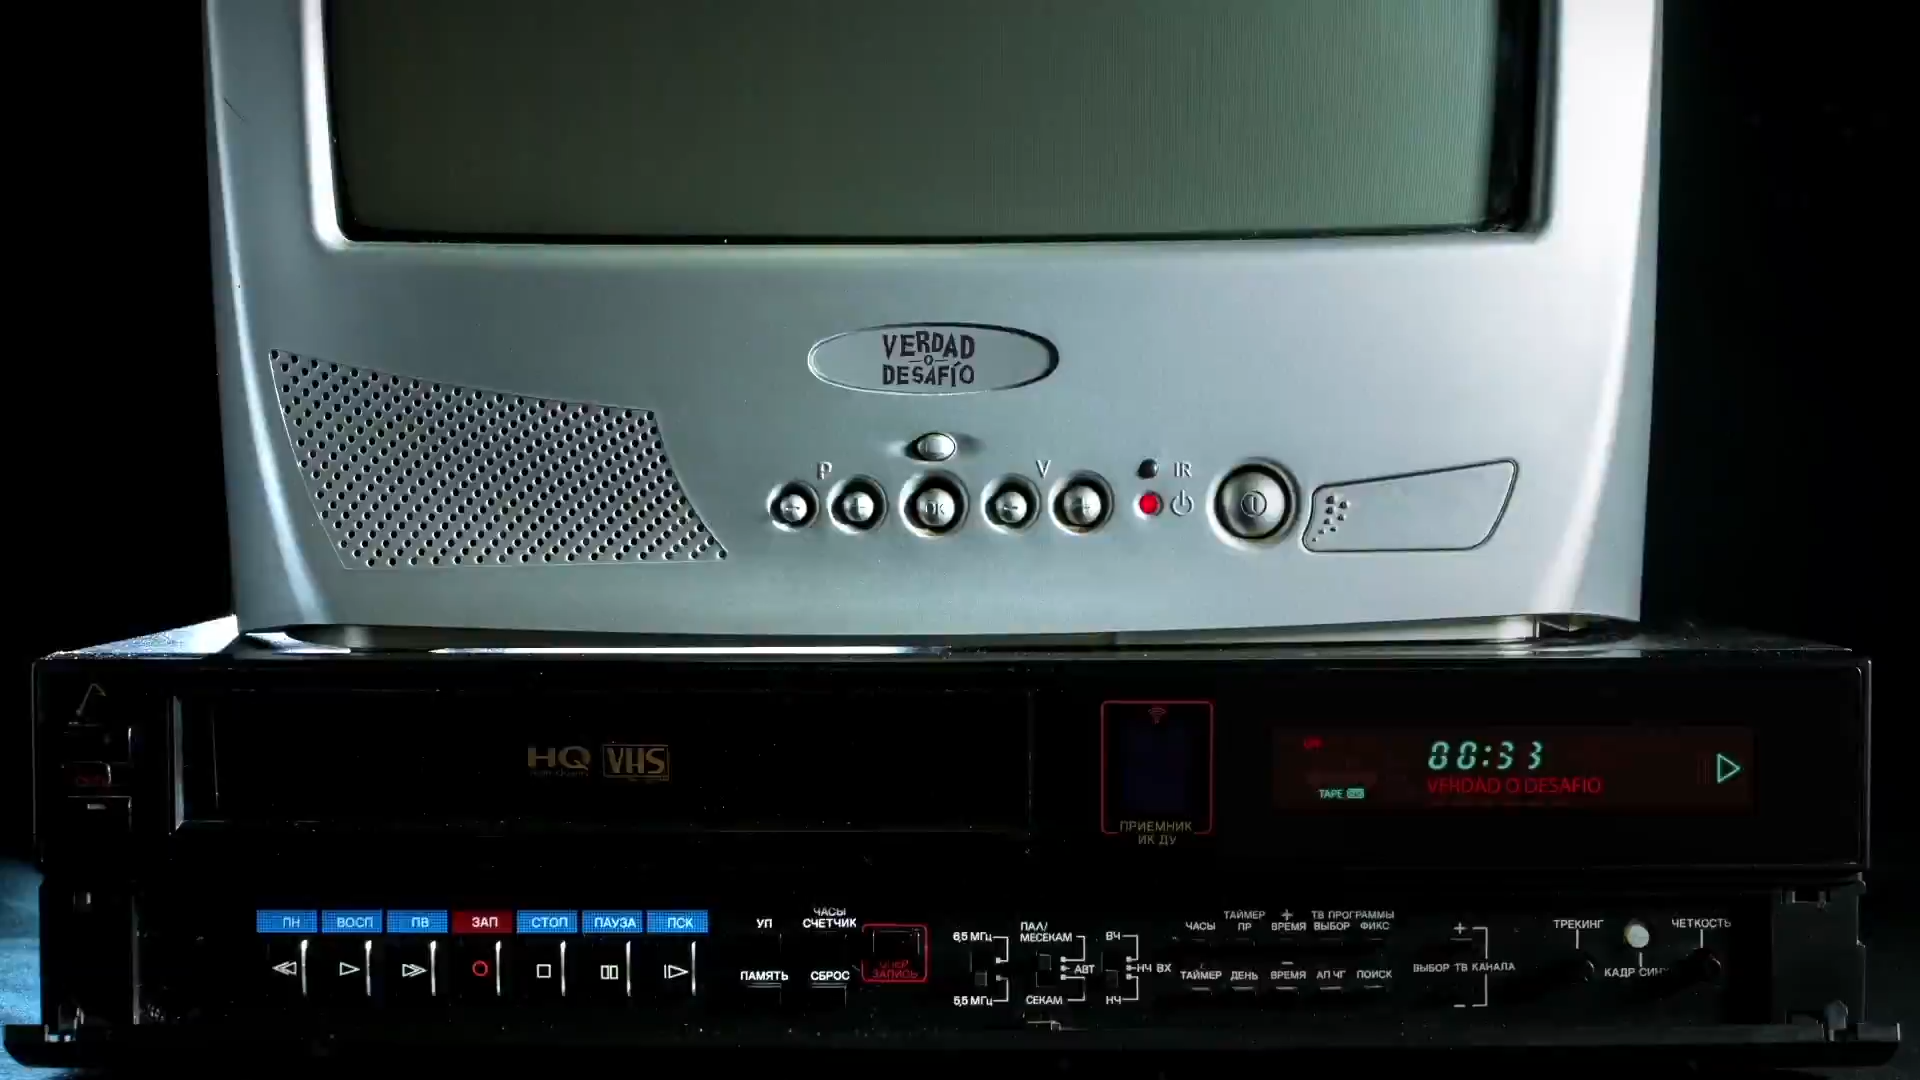 VERDAD
O
DESAFÍO
P
V
IR
OK
HQ VHS
00:33
VERDAD O DESAFIO
TAPE
ПРИЕМНИК
ИК ДУ
ПН ВОСП ПВ ЗАП СТОП ПАУЗА ПСК
УП
ЧАСЫ
СЧЕТЧИК
ПАМЯТЬ
СБРОС
ЗАПИСЬ
6,5 МГц
5,5 МГц
ПАЛ/
МЕСЕКАМ
АВТ
СЕКАМ
ВЧ
НЧ ВХ
НЧ
ЧАСЫ
ТАЙМЕР
ПР
+
ВРЕМЯ
ТВ ПРОГРАММЫ
ВЫБОР ФИКС
ТАЙМЕР ДЕНЬ
−
ВРЕМЯ
АП ЧГ ПОИСК
+
ВЫБОР ТВ КАНАЛА
−
ТРЕКИНГ
ЧЕТКОСТЬ
КАДР